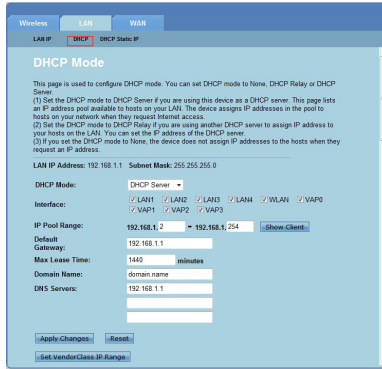 Wireless LAN WAN
LAN IP DHCP DHCP Static IP
DHCP Mode
This page is used to configure DHCP mode. You can set DHCP mode to None, DHCP Relay or DHCP
Server.
(1) Set the DHCP mode to DHCP Server if you are using this device as a DHCP server. This page lists
an IP address pool available to hosts on your LAN. The device assigns IP addresses in the pool to
hosts on your network when they request Internet access.
(2) Set the DHCP mode to DHCP Relay if you are using another DHCP server to assign IP address to
your hosts on the LAN. You can set the IP address of the DHCP server.
(3) If you set the DHCP mode to None, the device does not assign IP addresses to the hosts when they
request an IP address.
LAN IP Address: 192.168.1.1 Subnet Mask: 255.255.255.0
DHCP Mode: DHCP Server
Interface: LAN1 LAN2 LAN3 LAN4 WLAN VAP0
VAP1 VAP2 VAP3
IP Pool Range: 192.168.1. 2 - 192.168.1. 254 Show Client
Default
Gateway: 192.168.1.1
Max Lease Time: 1440 minutes
Domain Name: domain.name
DNS Servers: 192.168.1.1
Apply Changes Reset
Set VendorClass IP Range